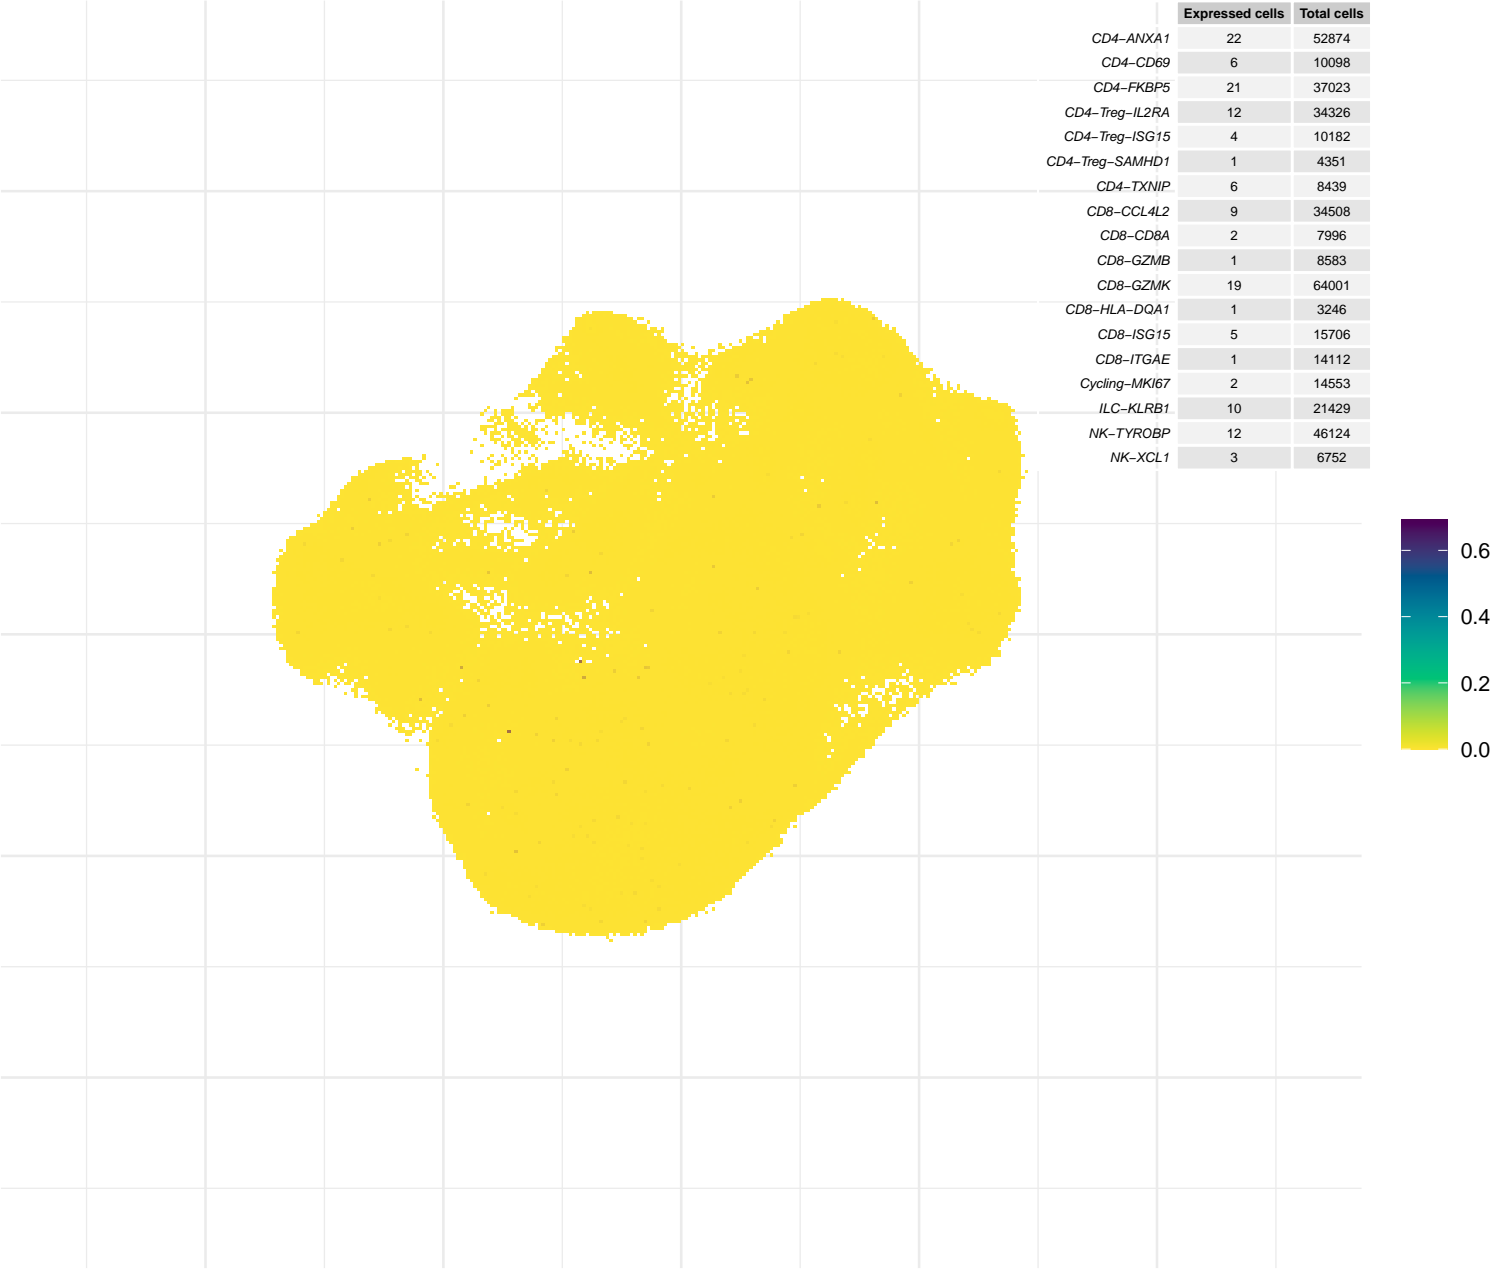 Expressed cells Total cells
CD4−ANXA1 22 52874
CD4−CD69 6 10098
CD4−FKBP5 21 37023
CD4−Treg−IL2RA 12 34326
CD4−Treg−ISG15 4 10182
CD4−Treg−SAMHD1 1 4351
CD4−TXNIP 6 8439
CD8−CCL4L2 9 34508
CD8−CD8A 2 7996
CD8−GZMB 1 8583
CD8−GZMK 19 64001
CD8−HLA−DQA1 1 3246
CD8−ISG15 5 15706
CD8−ITGAE 1 14112
Cycling−MKI67 2 14553
ILC−KLRB1 10 21429
NK−TYROBP 12 46124
NK−XCL1 3 6752
0.6
0.4
0.2
0.0